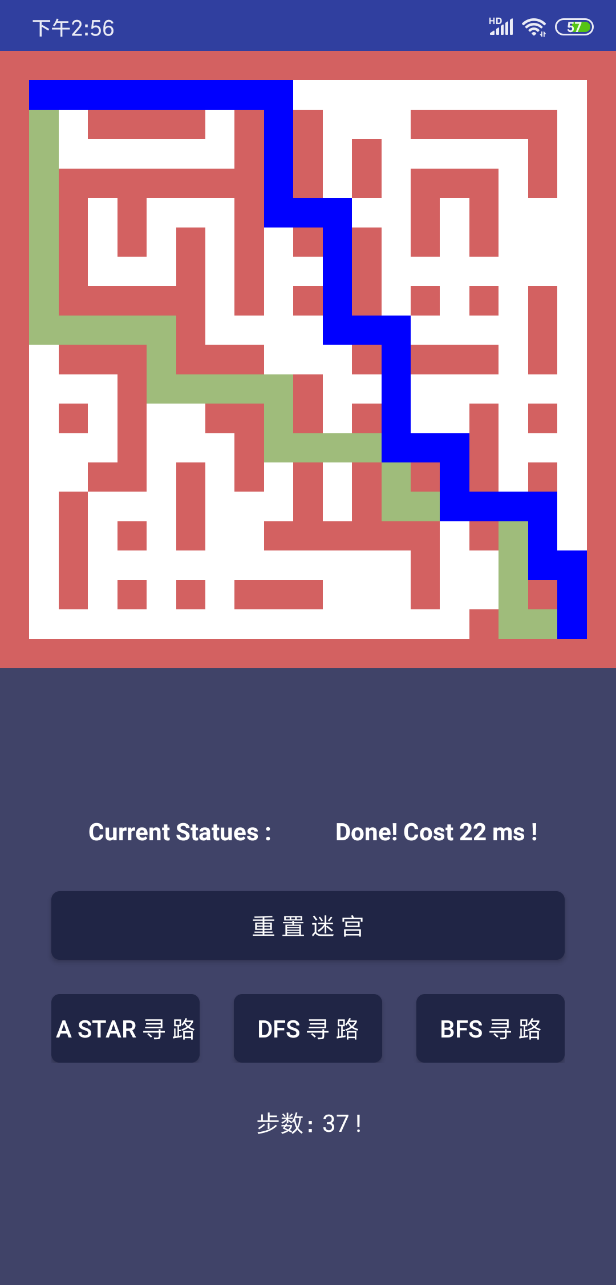 下午2:56
HD
57
Current Statues :
Done! Cost 22 ms !
重 置 迷 宫
A STAR 寻 路
DFS 寻 路
BFS 寻 路
步数: 37 !